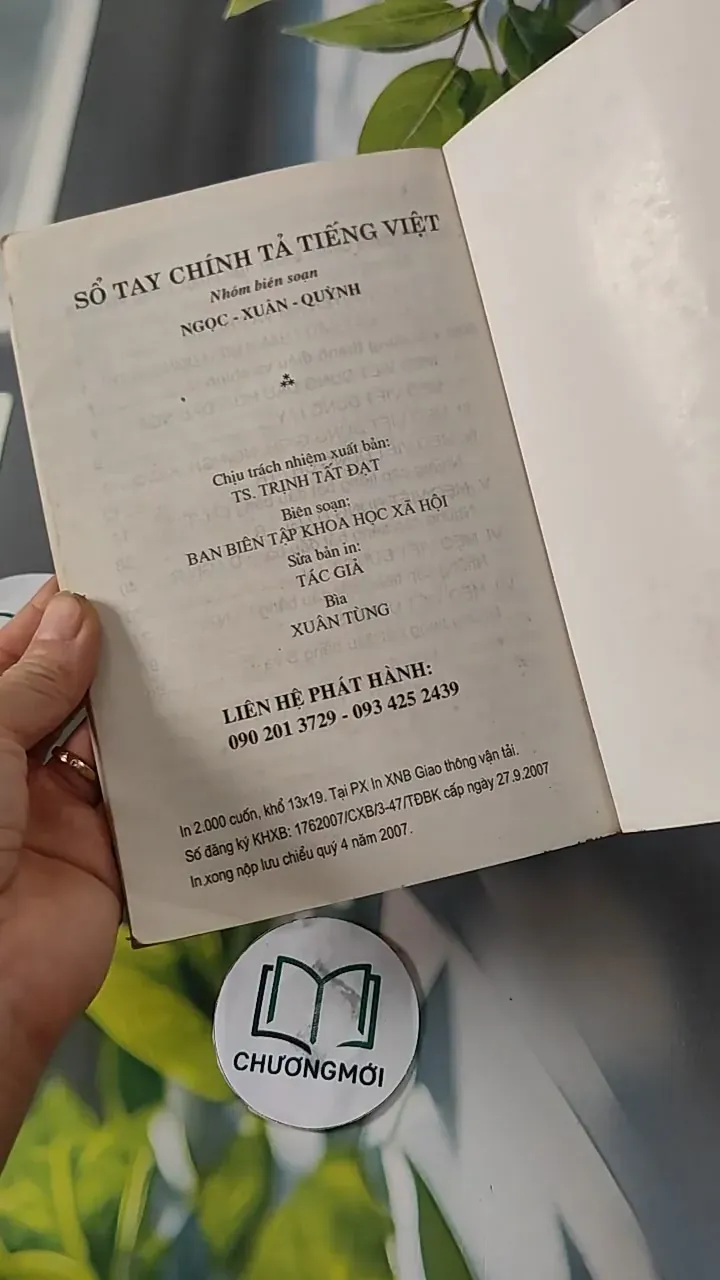 SỔ TAY CHÍNH TẢ TIẾNG VIỆT
Nhóm biên soạn
NGỌC - XUÂN - QUỲNH
Chịu trách nhiệm xuất bản:
TS. TRỊNH TẤT ĐẠT
Biên soạn:
BAN BIÊN TẬP KHOA HỌC XÃ HỘI
Sửa bản in:
TÁC GIẢ
Bìa
XUÂN TÙNG
LIÊN HỆ PHÁT HÀNH:
090 201 3729 - 093 425 2439
In 2.000 cuốn, khổ 13x19. Tại PX In XNB Giao thông vận tải.
Số đăng ký KHXB: 1762007/CXB/3-47/TĐBK cấp ngày 27.9.2007
In xong nộp lưu chiểu quý 4 năm 2007.
CHƯƠNGMỚI